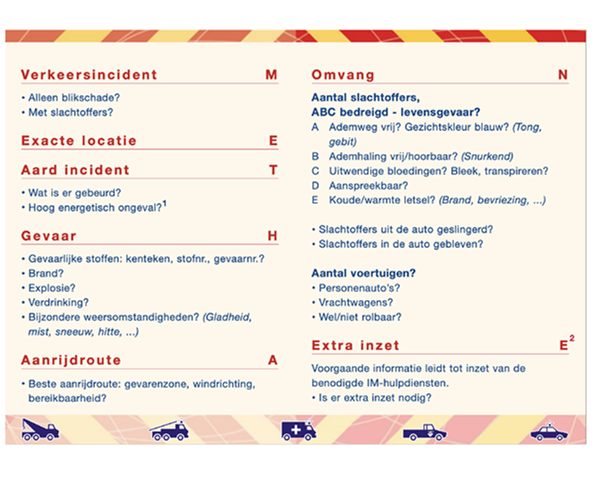 Verkeersincident M
• Alleen blikschade?
• Met slachtoffers?
Exacte locatie E
Aard incident T
• Wat is er gebeurd?
• Hoog energetisch ongeval?1
Gevaar H
• Gevaarlijke stoffen: kenteken, stofnr., gevaarnr.?
• Brand?
• Explosie?
• Verdrinking?
• Bijzondere weersomstandigheden? (Gladheid,
mist, sneeuw, hitte, ...)
Aanrijdroute A
• Beste aanrijdroute: gevarenzone, windrichting,
bereikbaarheid?
Omvang N
Aantal slachtoffers,
ABC bedreigd - levensgevaar?
A Ademweg vrij? Gezichtskleur blauw? (Tong,
gebit)
B Ademhaling vrij/hoorbaar? (Snurkend)
C Uitwendige bloedingen? Bleek, transpireren?
D Aanspreekbaar?
E Koude/warmte letsel? (Brand, bevriezing, ...)
• Slachtoffers uit de auto geslingerd?
• Slachtoffers in de auto gebleven?
Aantal voertuigen?
• Personenauto's?
• Vrachtwagens?
• Wel/niet rolbaar?
Extra inzet E2
Voorgaande informatie leidt tot inzet van de
benodigde IM-hulpdiensten.
• Is er extra inzet nodig?